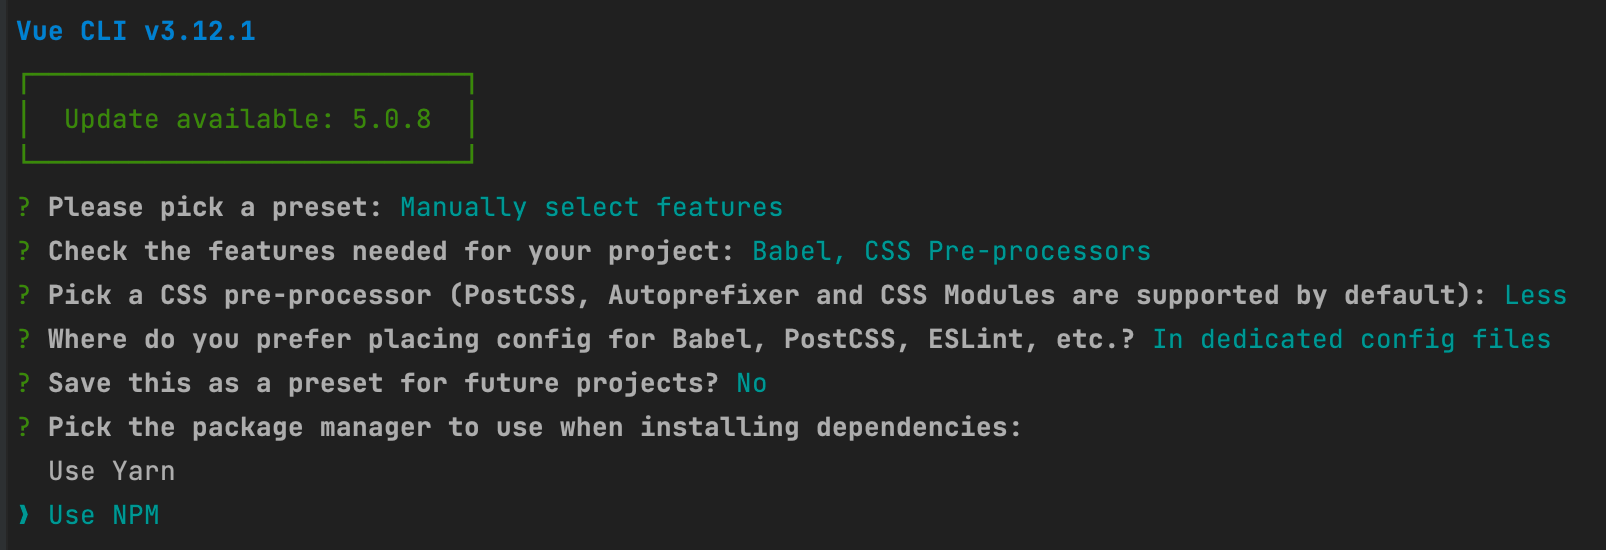 Vue CLI v3.12.1
Update available: 5.0.8
? Please pick a preset: Manually select features
? Check the features needed for your project: Babel, CSS Pre-processors
? Pick a CSS pre-processor (PostCSS, Autoprefixer and CSS Modules are supported by default): Less
? Where do you prefer placing config for Babel, PostCSS, ESLint, etc.? In dedicated config files
? Save this as a preset for future projects? No
? Pick the package manager to use when installing dependencies:
Use Yarn
❯ Use NPM